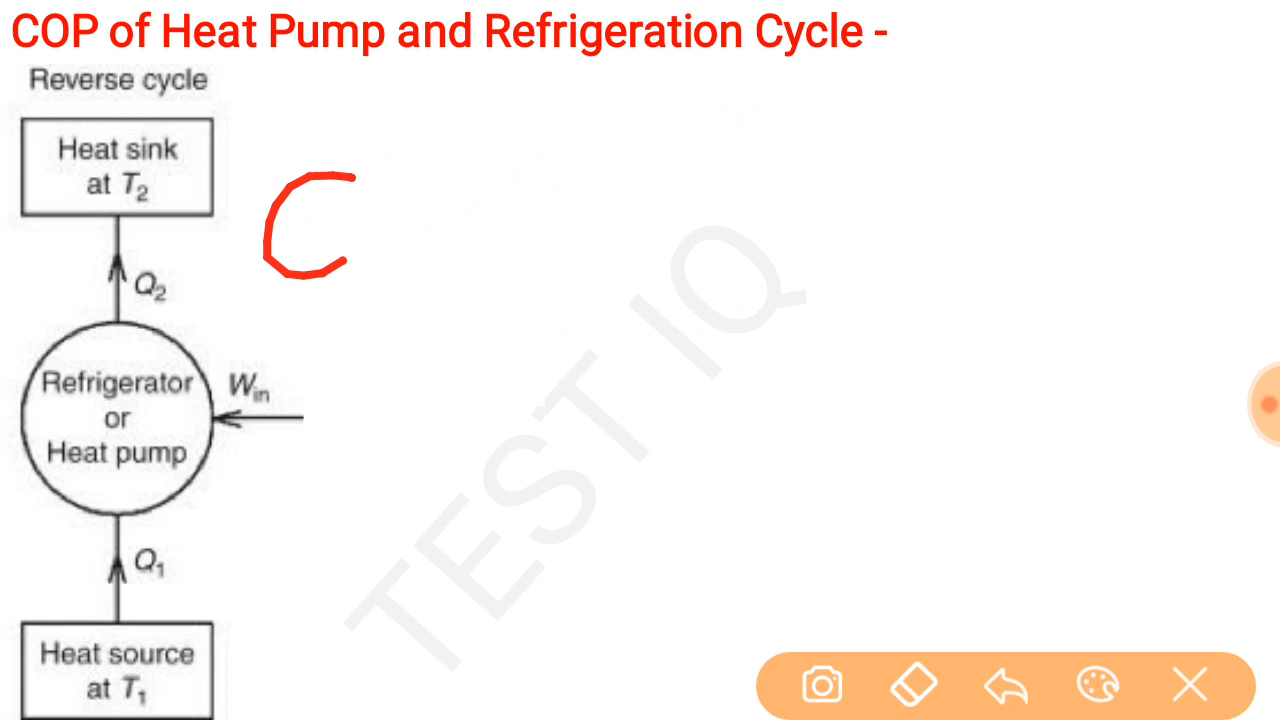 COP of Heat Pump and Refrigeration Cycle -
Reverse cycle
Heat sink
at T₂
C
Q₂
Refrigerator
or
Heat pump
W_in
Q₁
Heat source
at T₁
TEST IQ